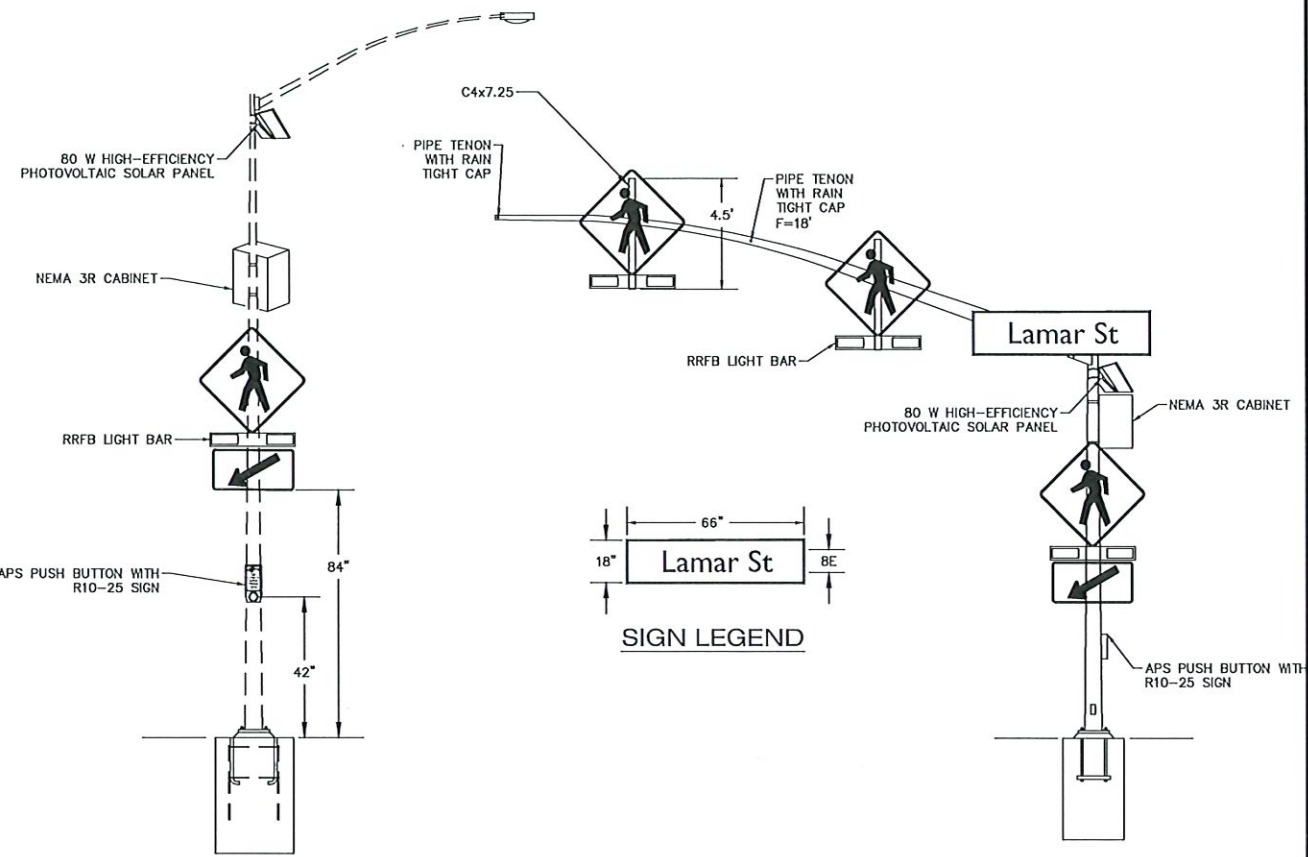 80 W HIGH-EFFICIENCY
PHOTOVOLTAIC SOLAR PANEL
NEMA 3R CABINET
RRFB LIGHT BAR
APS PUSH BUTTON WITH
R10-25 SIGN
84"
42"
C4x7.25
PIPE TENON
WITH RAIN
TIGHT CAP
4.5'
PIPE TENON
WITH RAIN
TIGHT CAP
F=18'
RRFB LIGHT BAR
Lamar St
80 W HIGH-EFFICIENCY
PHOTOVOLTAIC SOLAR PANEL
NEMA 3R CABINET
APS PUSH BUTTON WITH
R10-25 SIGN
66"
18"
Lamar St
8E
SIGN LEGEND